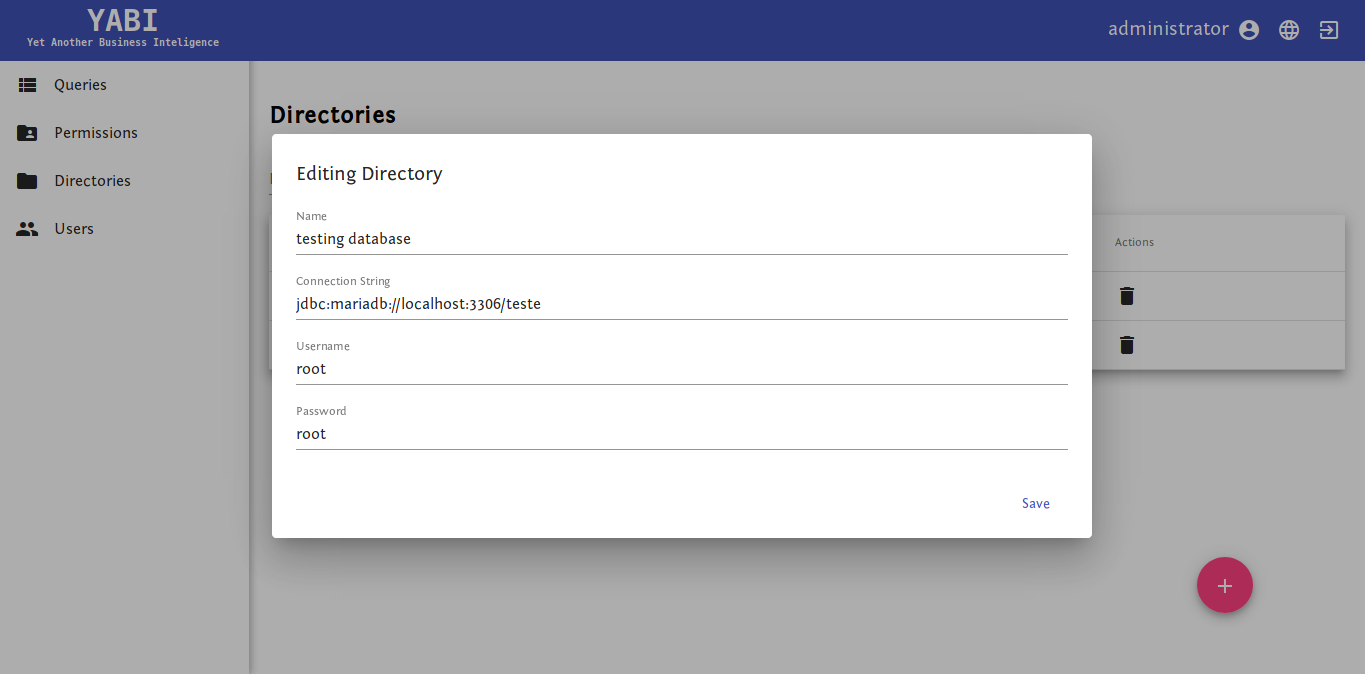 YABI
Yet Another Business Inteligence
administrator
Queries
Permissions
Directories
Users
Directories
Editing Directory
Name
testing database
Connection String
jdbc:mariadb://localhost:3306/teste
Username
root
Password
root
Save
Actions